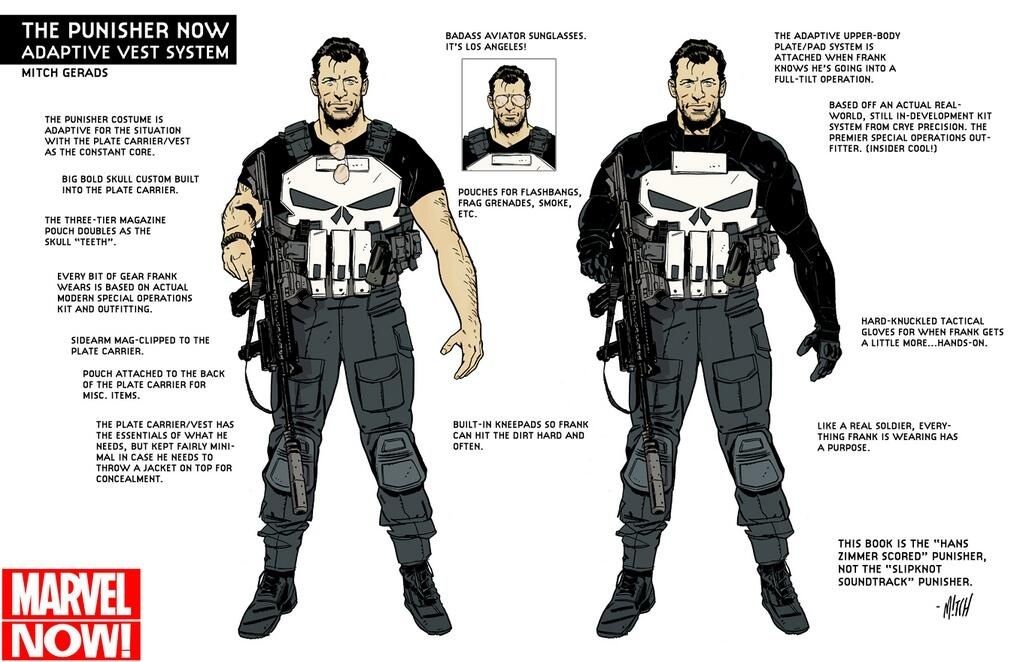 THE PUNISHER NOW
ADAPTIVE VEST SYSTEM
MITCH GERADS
THE PUNISHER COSTUME IS
ADAPTIVE FOR THE SITUATION
WITH THE PLATE CARRIER/VEST
AS THE CONSTANT CORE.
BIG BOLD SKULL CUSTOM BUILT
INTO THE PLATE CARRIER.
THE THREE-TIER MAGAZINE
POUCH DOUBLES AS THE
SKULL "TEETH".
EVERY BIT OF GEAR FRANK
WEARS IS BASED ON ACTUAL
MODERN SPECIAL OPERATIONS
KIT AND OUTFITTING.
SIDEARM MAG-CLIPPED TO THE
PLATE CARRIER.
POUCH ATTACHED TO THE BACK
OF THE PLATE CARRIER FOR
MISC. ITEMS.
THE PLATE CARRIER/VEST HAS
THE ESSENTIALS OF WHAT HE
NEEDS, BUT KEPT FAIRLY MINI-
MAL IN CASE HE NEEDS TO
THROW A JACKET ON TOP FOR
CONCEALMENT.
BADASS AVIATOR SUNGLASSES.
IT'S LOS ANGELES!
POUCHES FOR FLASHBANGS,
FRAG GRENADES, SMOKE,
ETC.
BUILT-IN KNEEPADS SO FRANK
CAN HIT THE DIRT HARD AND
OFTEN.
THE ADAPTIVE UPPER-BODY
PLATE/PAD SYSTEM IS
ATTACHED WHEN FRANK
KNOWS HE'S GOING INTO A
FULL-TILT OPERATION.
BASED OFF AN ACTUAL REAL-
WORLD, STILL IN-DEVELOPMENT KIT
SYSTEM FROM CRYE PRECISION. THE
PREMIER SPECIAL OPERATIONS OUT-
FITTER. (INSIDER COOL!)
HARD-KNUCKLED TACTICAL
GLOVES FOR WHEN FRANK GETS
A LITTLE MORE...HANDS-ON.
LIKE A REAL SOLDIER, EVERY-
THING FRANK IS WEARING HAS
A PURPOSE.
THIS BOOK IS THE "HANS
ZIMMER SCORED" PUNISHER,
NOT THE "SLIPKNOT
SOUNDTRACK" PUNISHER.
- MITCH
MARVEL
NOW!